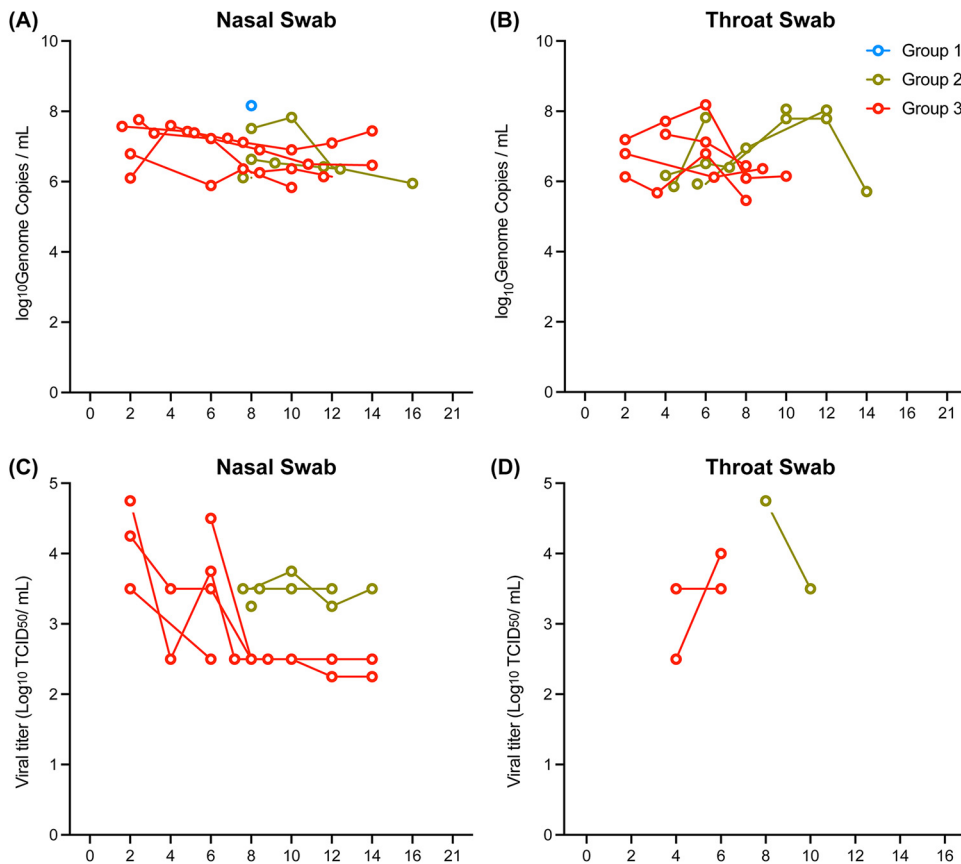 (A) Nasal Swab
(B) Throat Swab
Group 1
Group 2
Group 3
log10Genome Copies / mL
10
8
6
4
2
0
0 2 4 6 8 10 12 14 16 21
log10Genome Copies / mL
10
8
6
4
2
0
0 2 4 6 8 10 12 14 16 21
(C) Nasal Swab
(D) Throat Swab
Viral titer (Log10 TCID50/ mL)
5
4
3
2
1
0
0 2 4 6 8 10 12 14 16 21
Viral titer (Log10 TCID50/ mL)
5
4
3
2
1
0
0 2 4 6 8 10 12 14 16